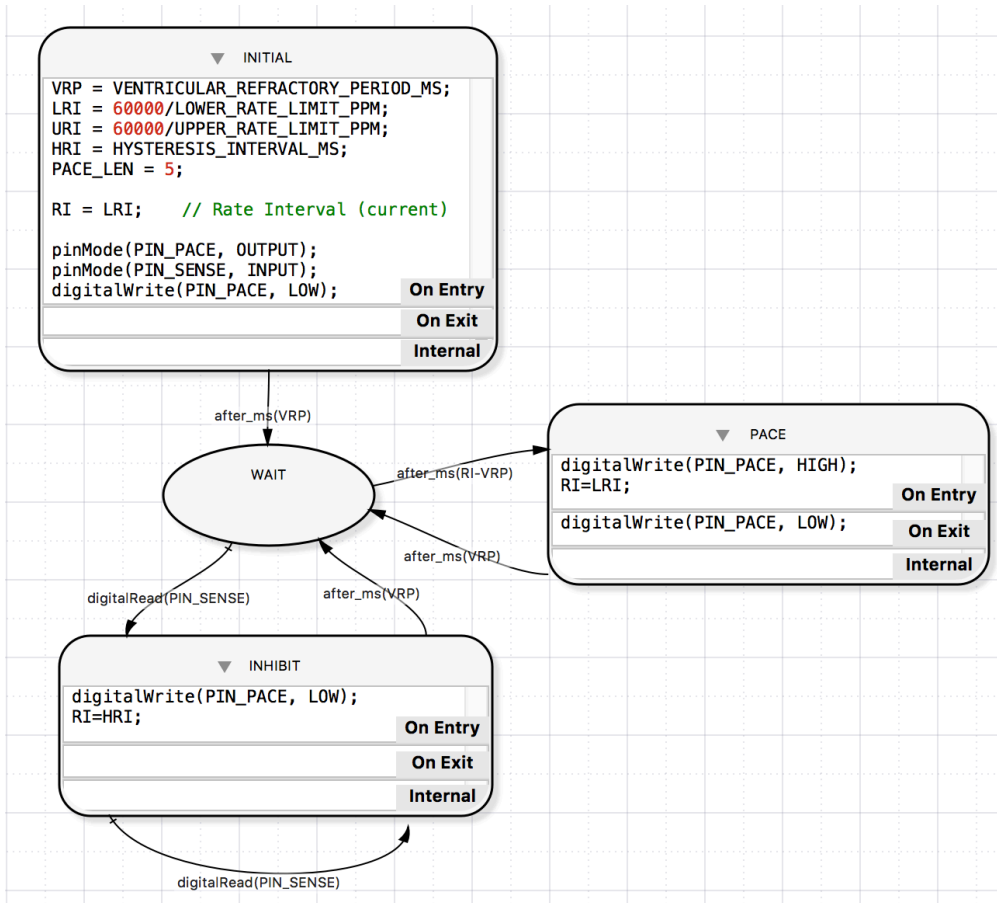 INITIAL
VRP = VENTRICULAR_REFRACTORY_PERIOD_MS;
LRI = 60000/LOWER_RATE_LIMIT_PPM;
URI = 60000/UPPER_RATE_LIMIT_PPM;
HRI = HYSTERESIS_INTERVAL_MS;
PACE_LEN = 5;
RI = LRI;    // Rate Interval (current)
pinMode(PIN_PACE, OUTPUT);
pinMode(PIN_SENSE, INPUT);
digitalWrite(PIN_PACE, LOW);
On Entry
On Exit
Internal
after_ms(VRP)
WAIT
after_ms(RI-VRP)
PACE
digitalWrite(PIN_PACE, HIGH);
RI=LRI;
On Entry
digitalWrite(PIN_PACE, LOW);
On Exit
Internal
after_ms(VRP)
digitalRead(PIN_SENSE)
after_ms(VRP)
INHIBIT
digitalWrite(PIN_PACE, LOW);
RI=HRI;
On Entry
On Exit
Internal
digitalRead(PIN_SENSE)